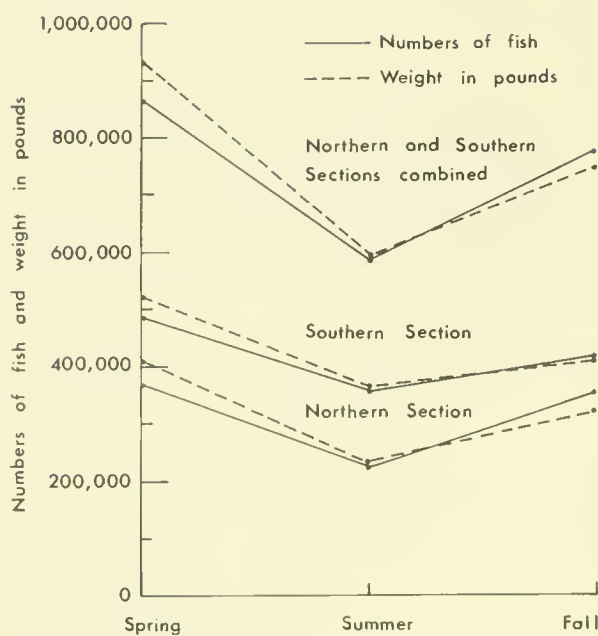 1,000,000
800,000
600,000
400,000
200,000
0
Numbers of fish and weight in pounds
Numbers of fish
Weight in pounds
Northern and Southern
Sections combined
Southern Section
Northern Section
Spring
Summer
Fall